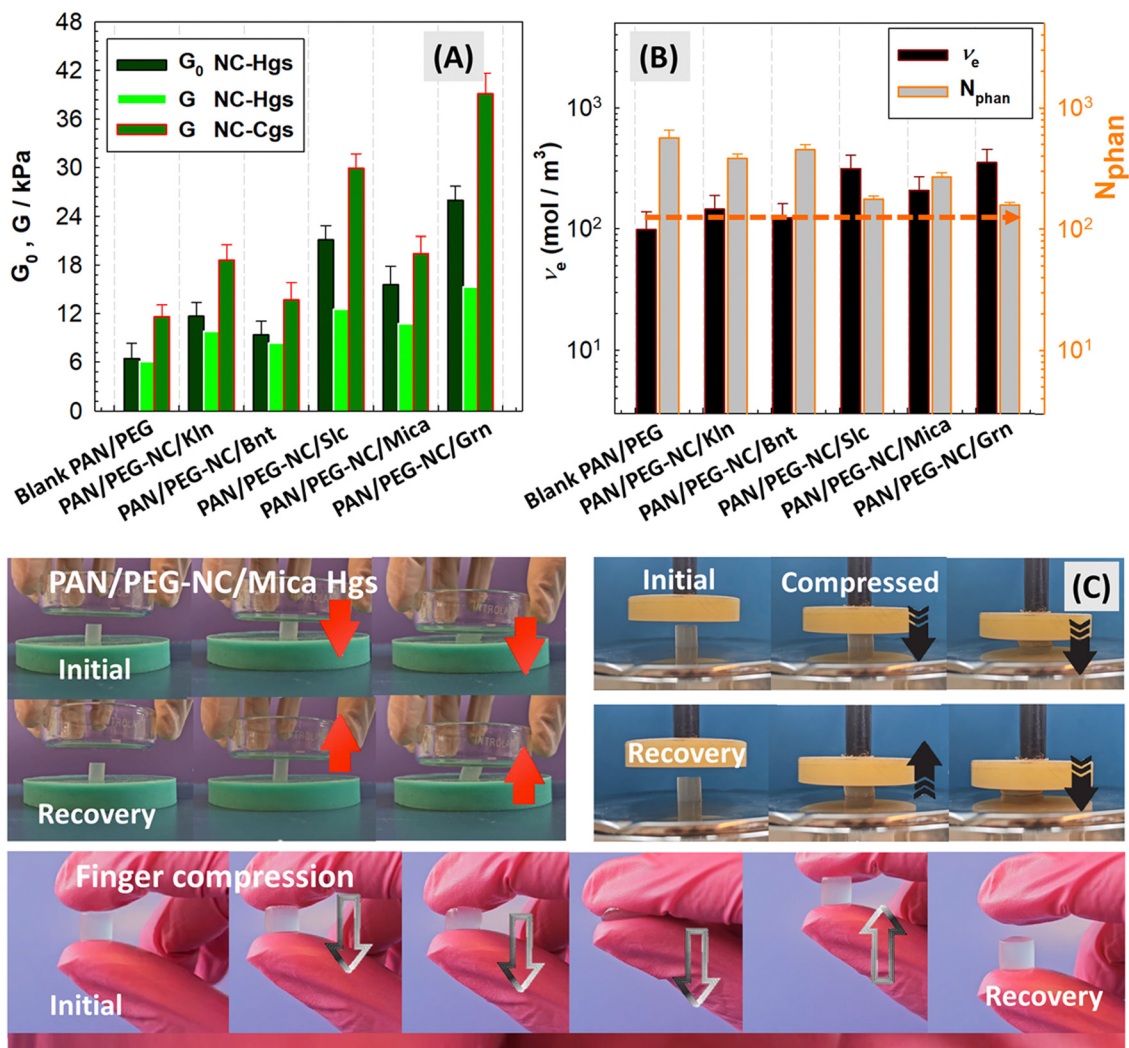 48
42
36
30
24
18
12
6
0
G₀ , G / kPa
(A)
G₀ NC-Hgs
G NC-Hgs
G NC-Cgs
Blank PAN/PEG
PAN/PEG-NC/Kln
PAN/PEG-NC/Bnt
PAN/PEG-NC/Slc
PAN/PEG-NC/Mica
PAN/PEG-NC/Grn
(B)
νₑ
Nphan
10³
10²
10¹
νₑ (mol / m³)
10³
10²
10¹
Nphan
Blank PAN/PEG
PAN/PEG-NC/Kln
PAN/PEG-NC/Bnt
PAN/PEG-NC/Slc
PAN/PEG-NC/Mica
PAN/PEG-NC/Grn
PAN/PEG-NC/Mica Hgs
Initial
Recovery
Initial
Compressed
(C)
Recovery
Finger compression
Initial
Recovery